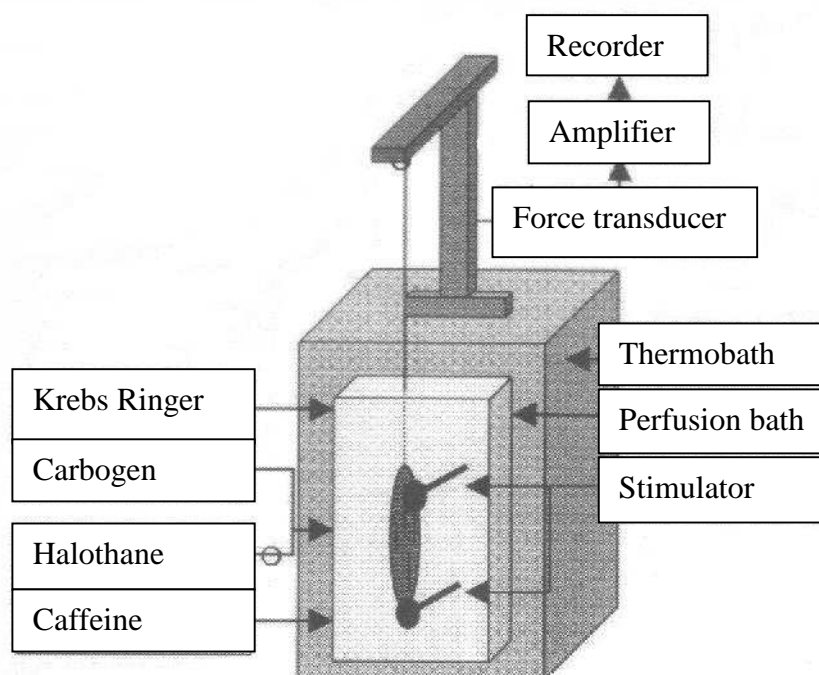 Recorder
Amplifier
Force transducer
Thermobath
Krebs Ringer
Perfusion bath
Carbogen
Stimulator
Halothane
Caffeine